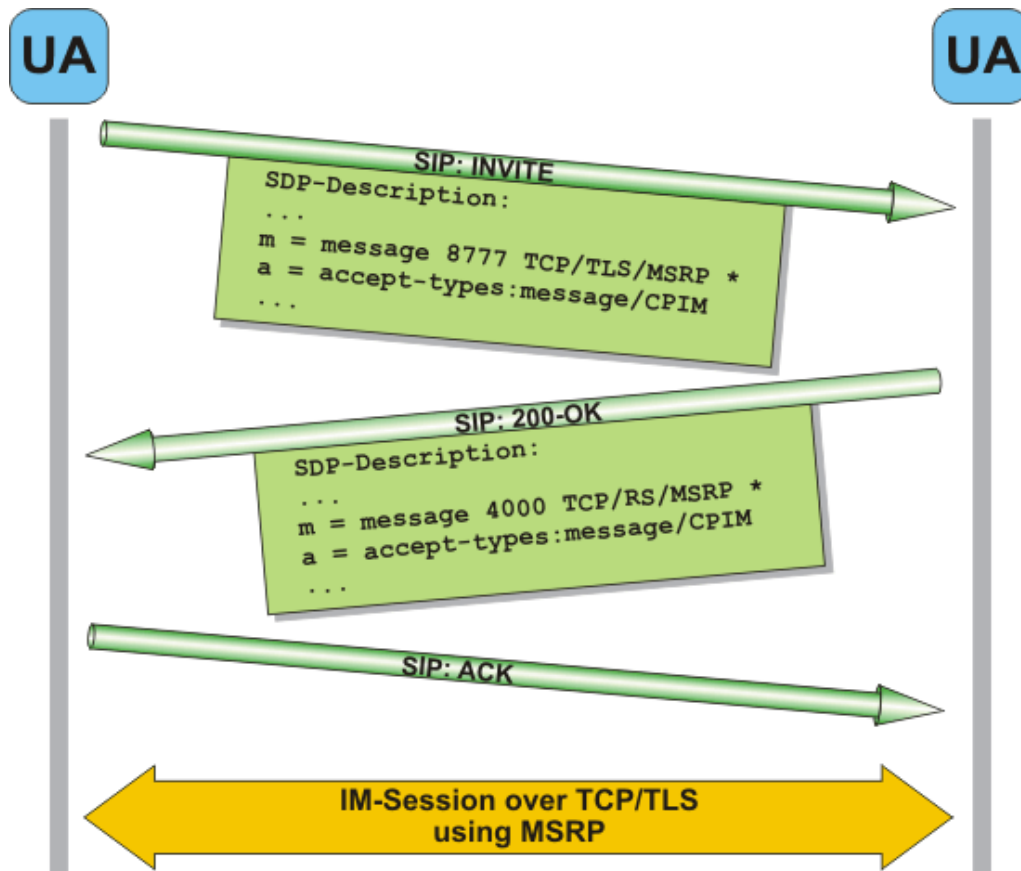 UA
UA
SIP: INVITE
SDP-Description:
...
m = message 8777 TCP/TLS/MSRP *
a = accept-types:message/CPIM
...
SIP: 200-OK
SDP-Description:
...
m = message 4000 TCP/RS/MSRP *
a = accept-types:message/CPIM
...
SIP: ACK
IM-Session over TCP/TLS
using MSRP